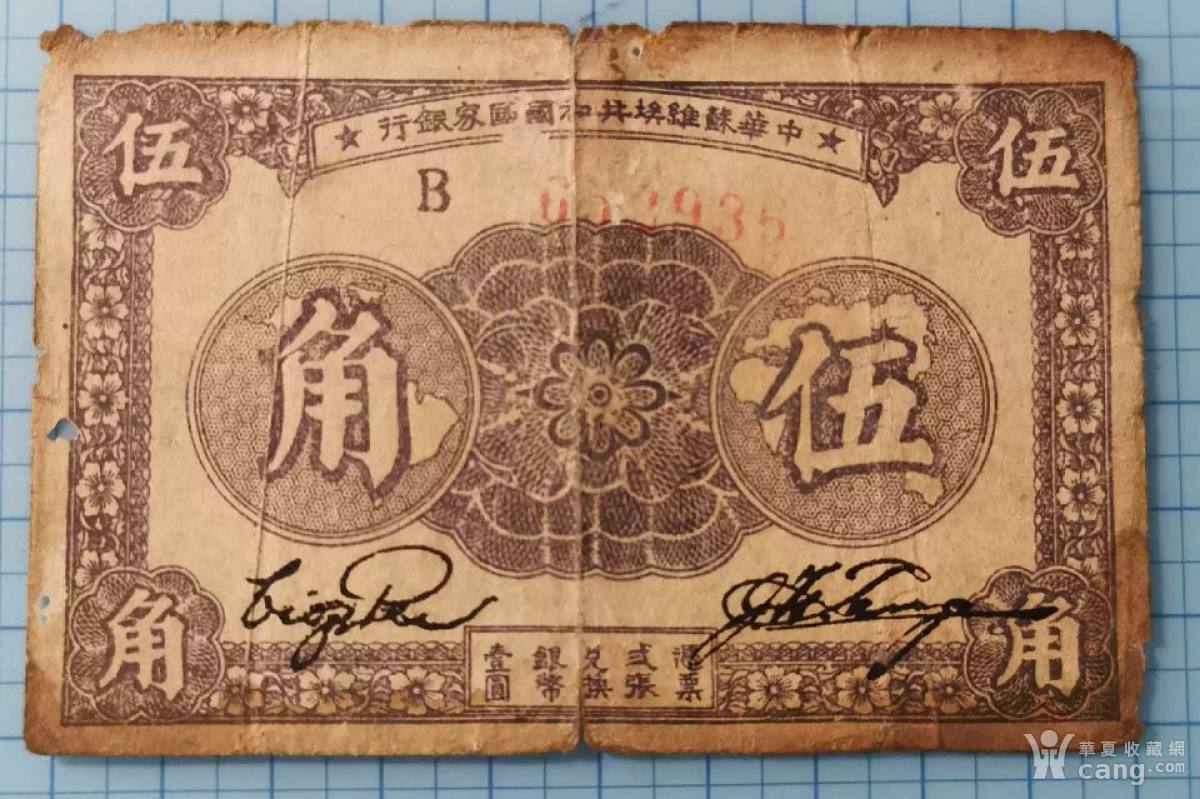 ★中華蘇維埃共和國國家銀行★
伍
伍
B
伍角
憑票
弍張
兌換
銀幣
壹圓
角
角
華夏收藏網
cang.com